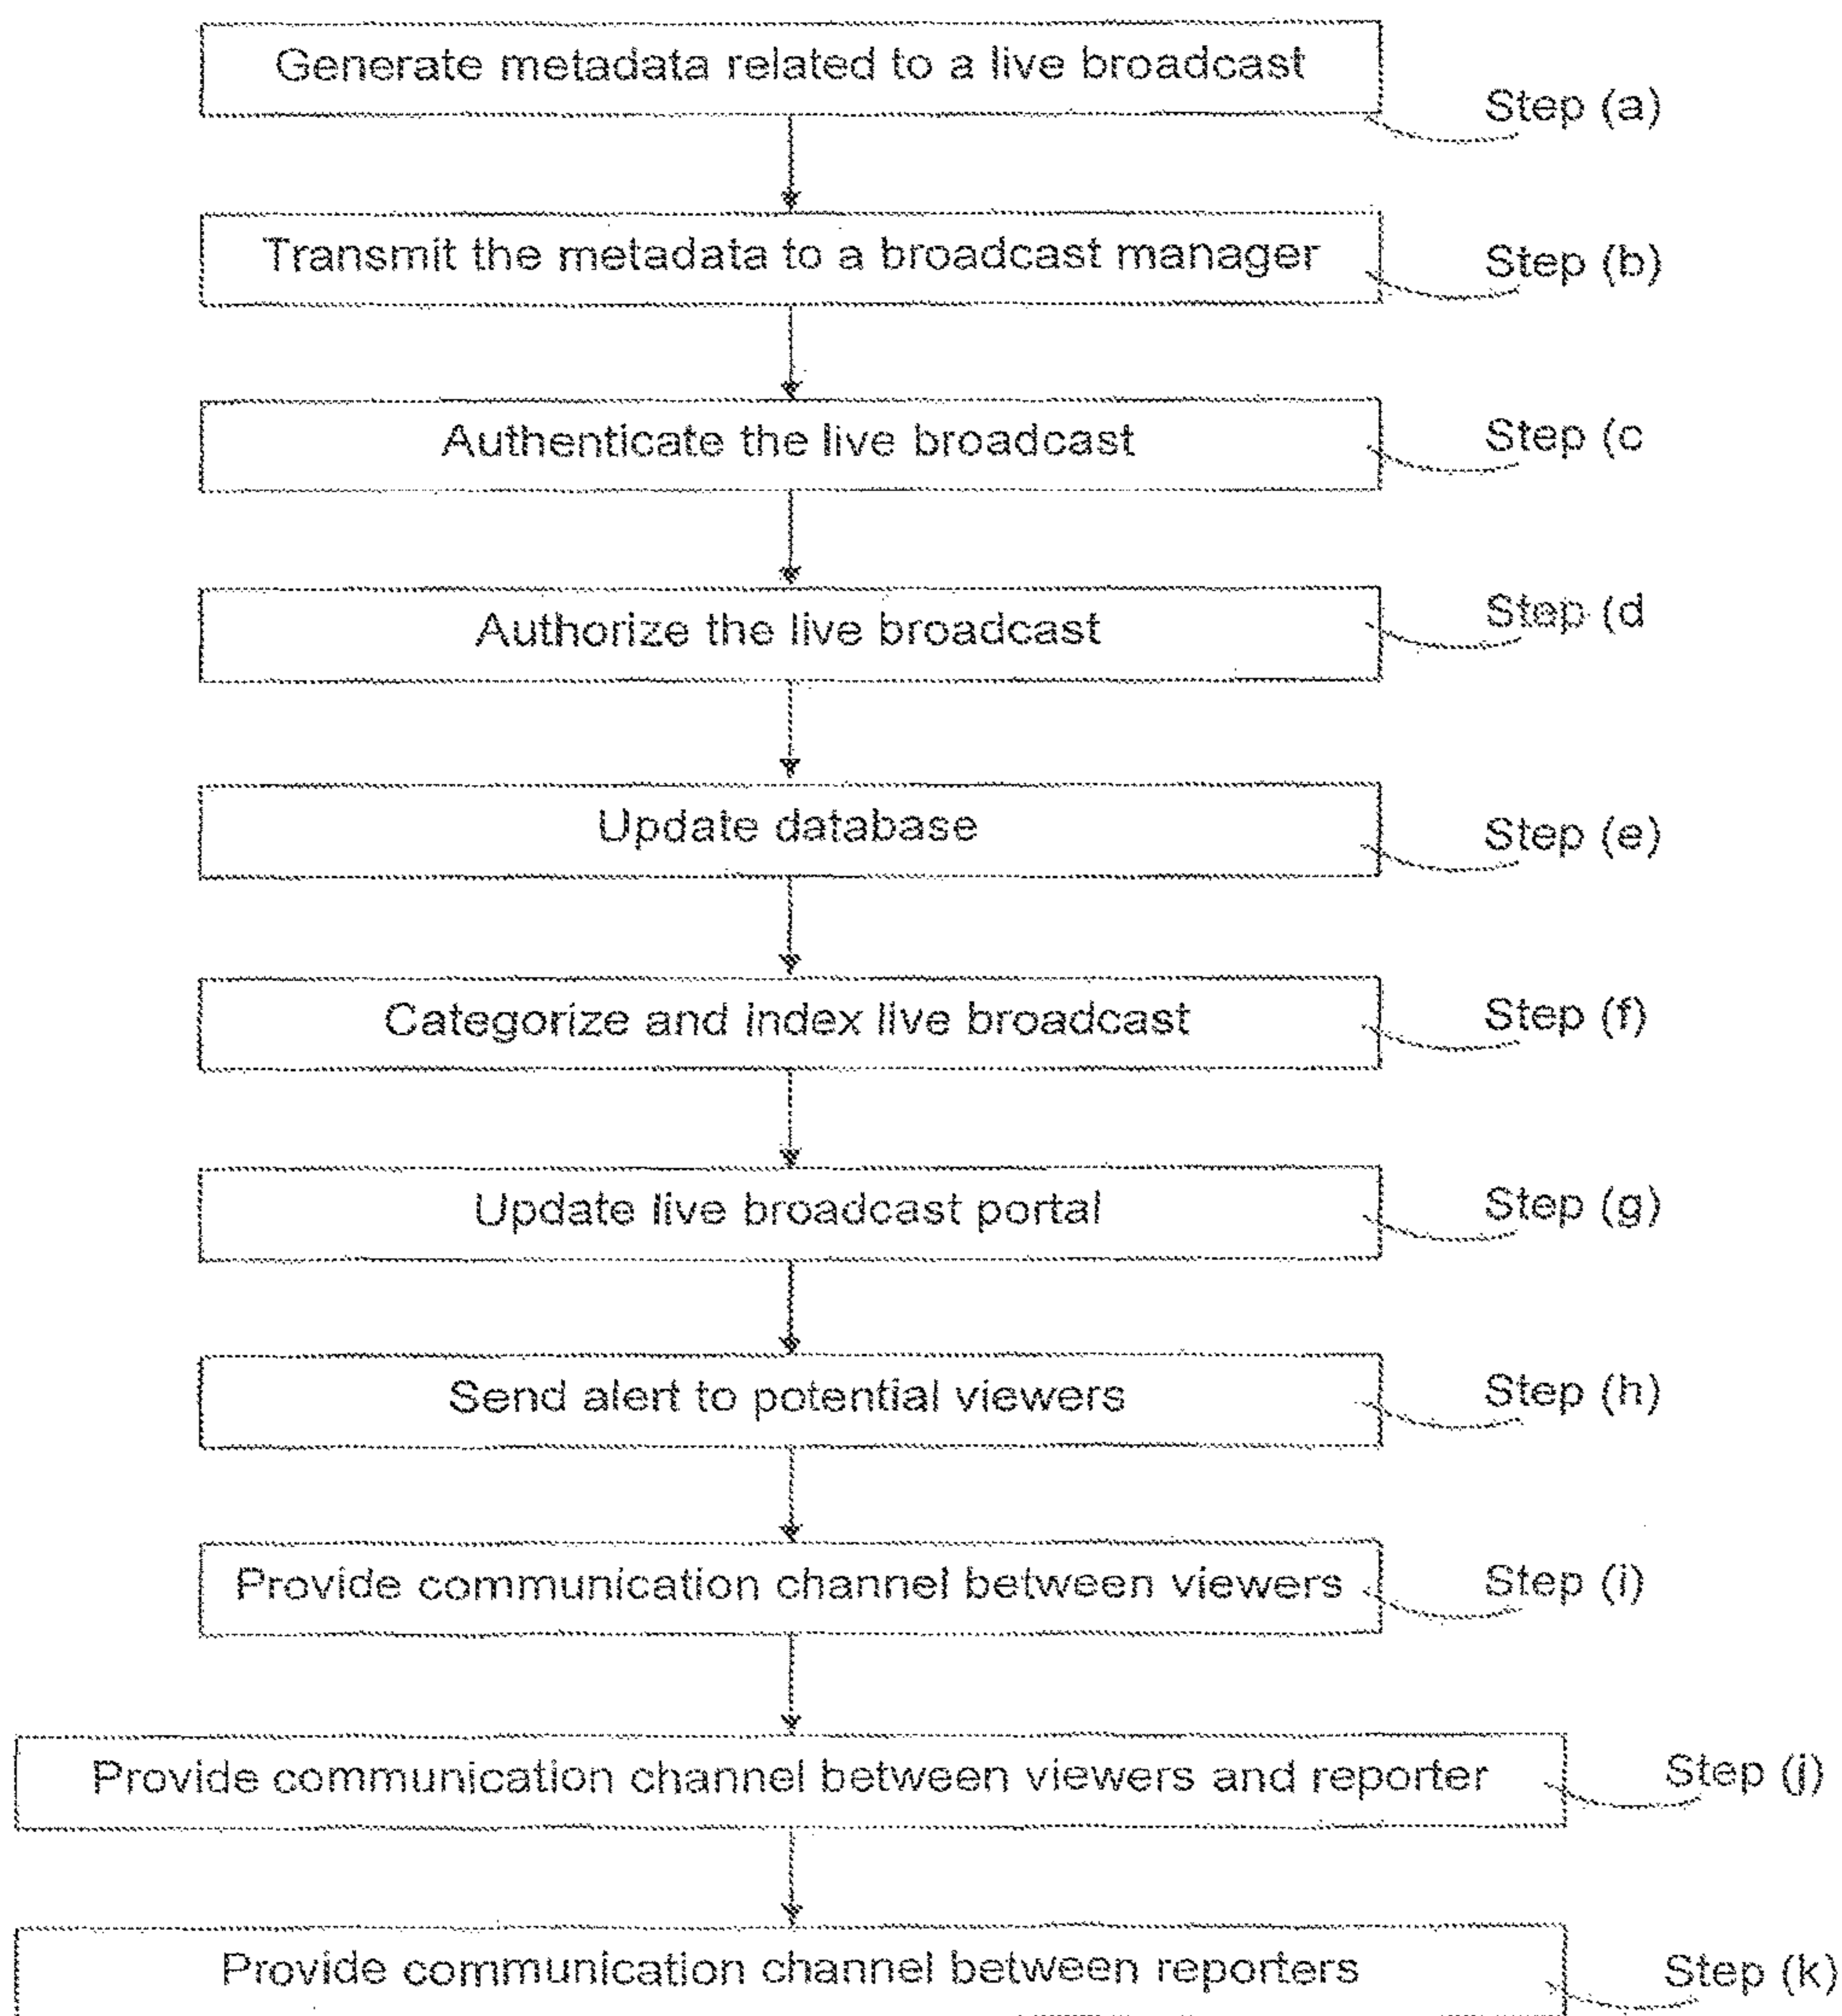 Generate metadata related to a live broadcast
Step (a)
Transmit the metadata to a broadcast manager
Step (b)
Authenticate the live broadcast
Step (c
Authorize the live broadcast
Step (d
Update database
Step (e)
Categorize and index live broadcast
Step (f)
Update live broadcast portal
Step (g)
Send alert to potential viewers
Step (h)
Provide communication channel between viewers
Step (i)
Provide communication channel between viewers and reporter
Step (j)
Provide communication channel between reporters
Step (k)